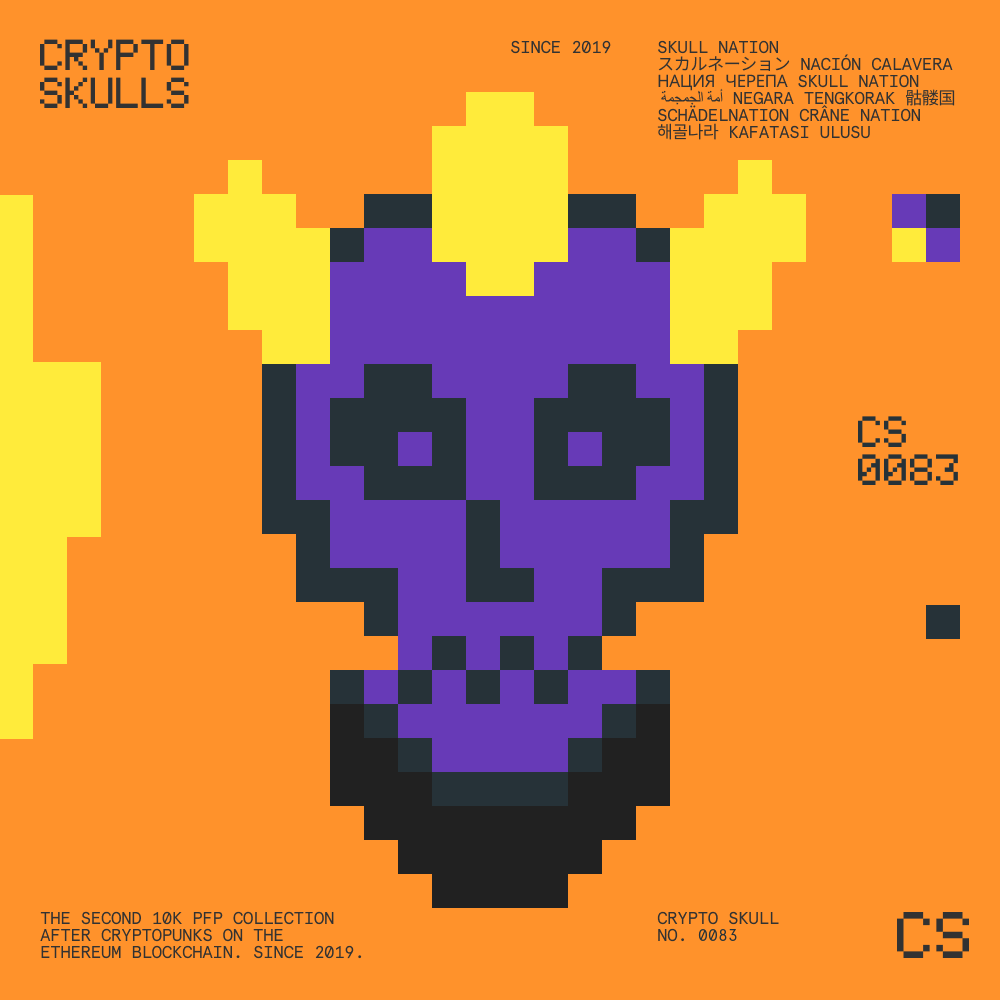 CRYPTO
SKULLS
SINCE 2019
SKULL NATION
スカルネーション NACIÓN CALAVERA
НАЦИЯ ЧЕРЕПА SKULL NATION
أمة الجمجمة NEGARA TENGKORAK 骷髅国
SCHÄDELNATION CRÂNE NATION
해골나라 KAFATASI ULUSU
CS
0083
THE SECOND 10K PFP COLLECTION
AFTER CRYPTOPUNKS ON THE
ETHEREUM BLOCKCHAIN. SINCE 2019.
CRYPTO SKULL
NO. 0083
CS